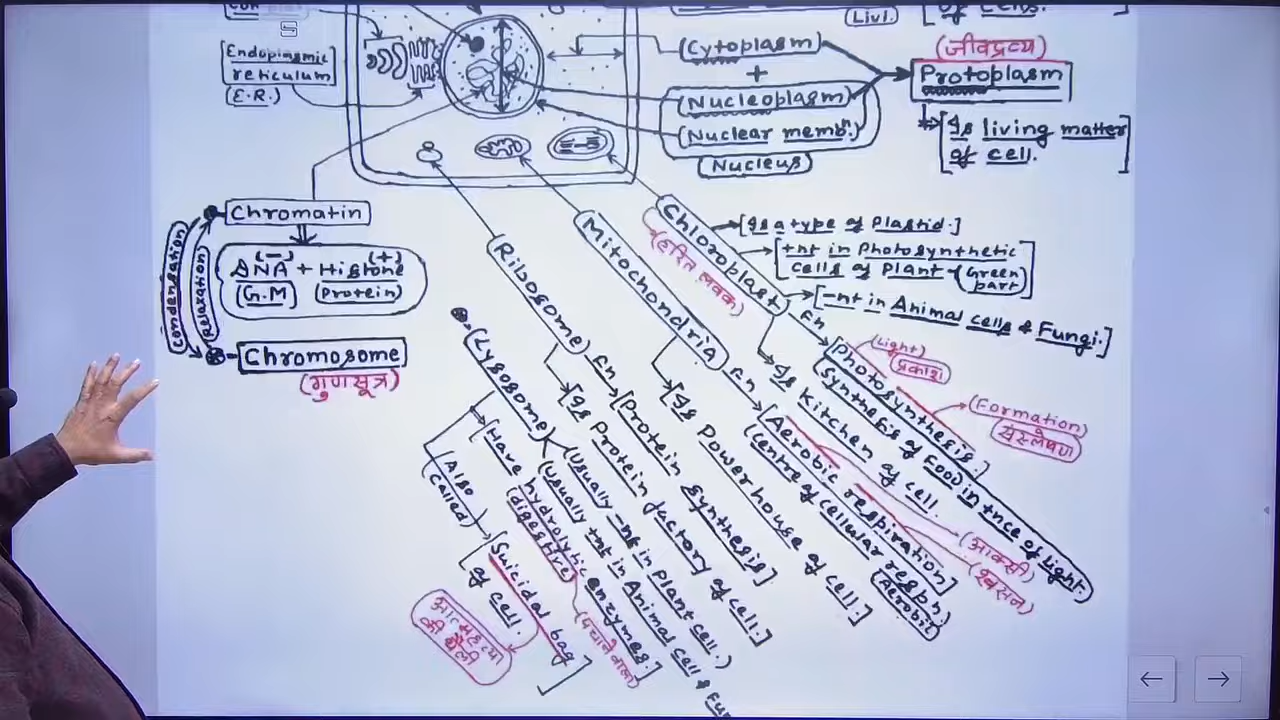 Livi.
of cells.
[Endoplasmic
reticulum]
(E.R.)
(Cytoplasm)
+
(Nucleoplasm)
(Nuclear membⁿ.)
(Nucleus)
(जीवद्रव्य)
Protoplasm
[Is living matter
of cell.]
Chromatin
(-) (+)
DNA + Histone
(G.M) (Protein)
Condensation
Relaxation
Chromosome
(गुणसूत्र)
Chloroplast
(हरित लवक)
[Is a type of Plastid.]
[+nt in Photosynthetic
cells of Plant (Green
part)]
[-nt in Animal cells & Fungi.]
Fn
[Photosynthesis.]
(Light)
(प्रकाश)
(Formation)
(संश्लेषण)
(Synthesis of Food in +nce of light.)
Is Kitchen of cell.
Mitochondria
Fn
[Aerobic respiration]
(आक्सी)
(श्वसन)
(Centre of cellular respn)
(Aerobic)
[Is Power house of cell.]
Ribosome
Fn
[Protein synthesis]
[Is Protein factory of cell.]
(Lysosome)
(Usually -nt in plant cell.)
(Usually +nt in Animal cell &
[Have hydrolytic enzymes.]
(digestive)
(पचाने वाला)
(Also
called)
[Suicidal bag
of cell.]
(आत्महत्या
की थैली)